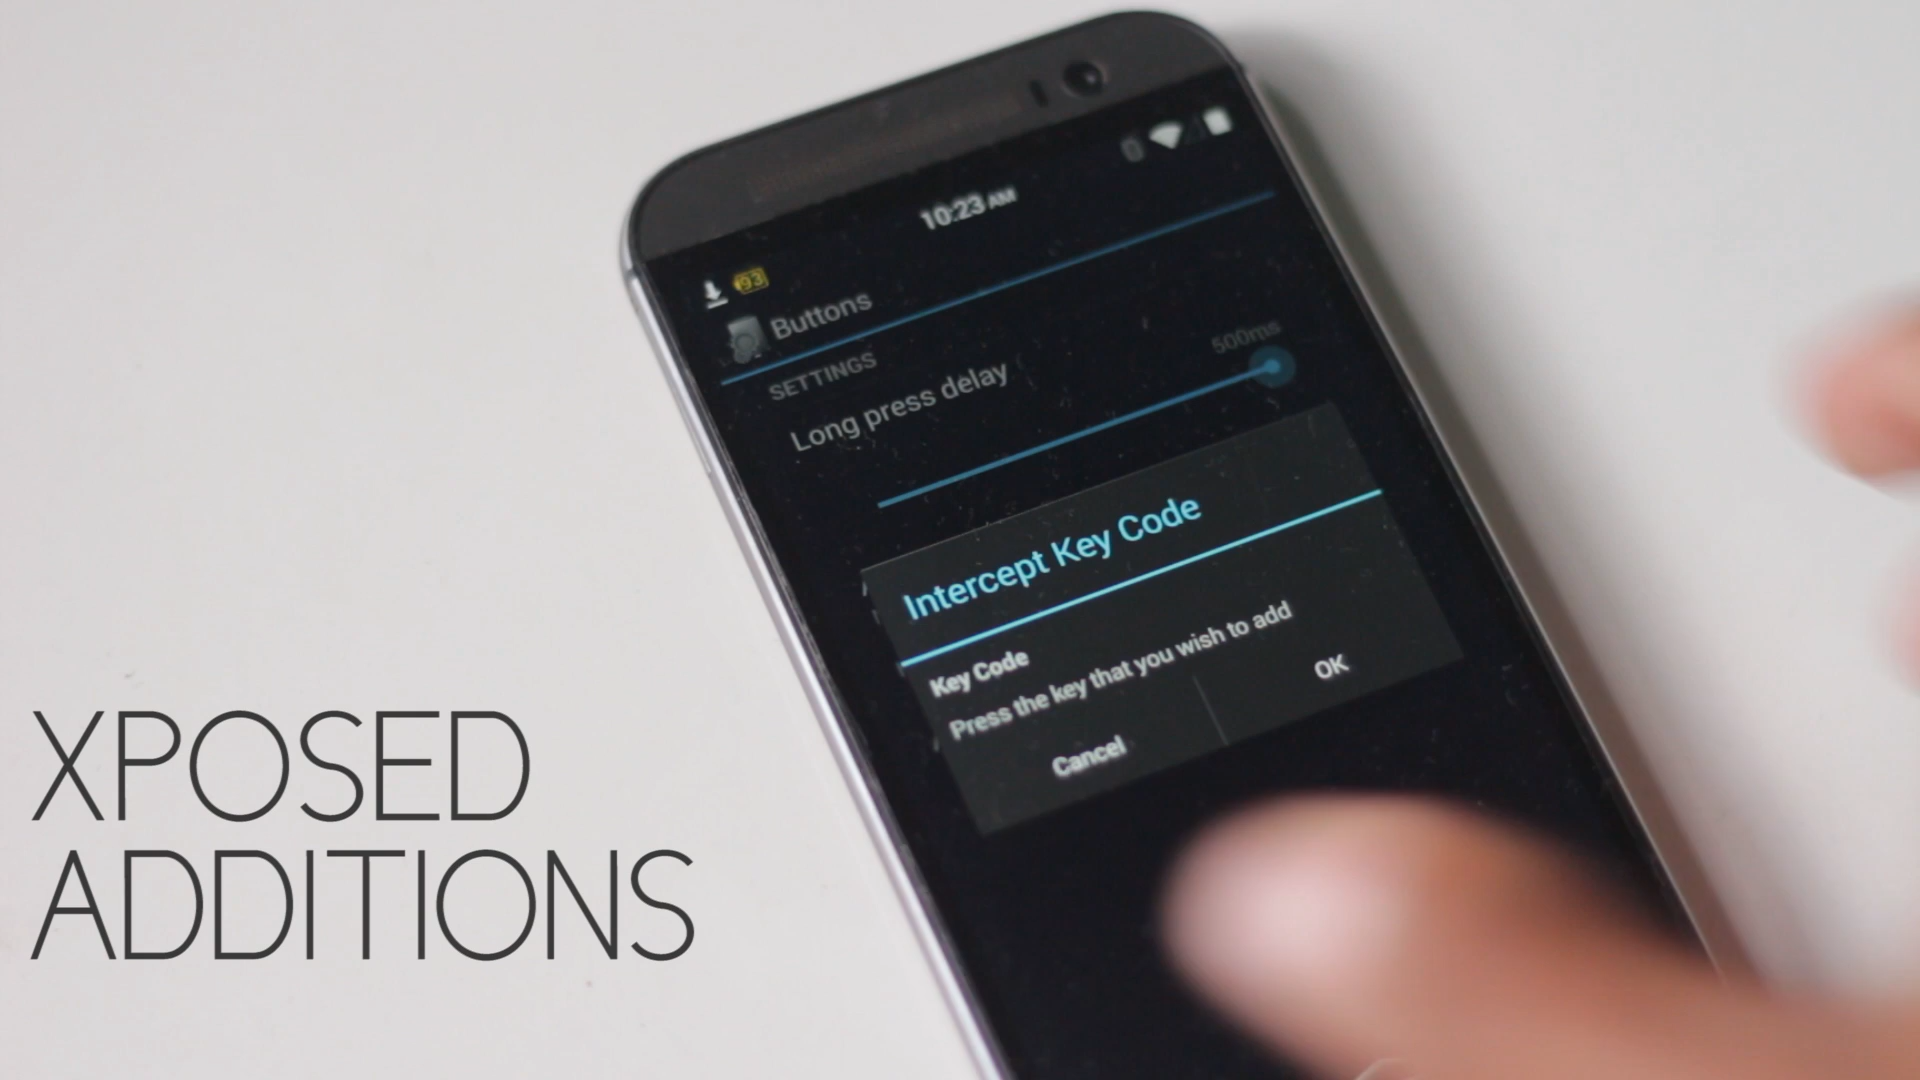 10:23 AM
93
Buttons
SETTINGS
Long press delay
500ms
Intercept Key Code
Key Code
Press the key that you wish to add
Cancel
OK
XPOSED
ADDITIONS